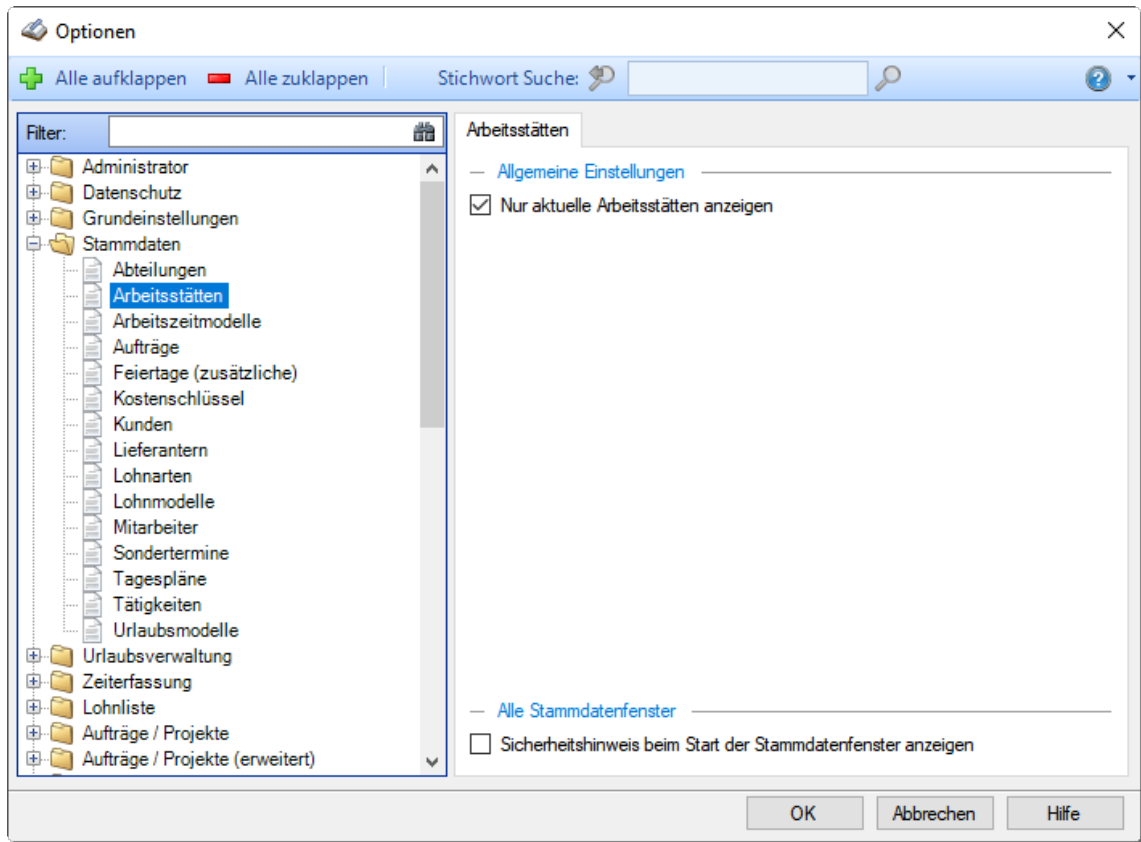 Optionen
Alle aufklappen Alle zuklappen Stichwort Suche:
Filter:
Administrator
Datenschutz
Grundeinstellungen
Stammdaten
Abteilungen
Arbeitsstätten
Arbeitszeitmodelle
Aufträge
Feiertage (zusätzliche)
Kostenschlüssel
Kunden
Lieferantern
Lohnarten
Lohnmodelle
Mitarbeiter
Sondertermine
Tagespläne
Tätigkeiten
Urlaubsmodelle
Urlaubsverwaltung
Zeiterfassung
Lohnliste
Aufträge / Projekte
Aufträge / Projekte (erweitert)
Arbeitsstätten
Allgemeine Einstellungen
Nur aktuelle Arbeitsstätten anzeigen
Alle Stammdatenfenster
Sicherheitshinweis beim Start der Stammdatenfenster anzeigen
OK Abbrechen Hilfe